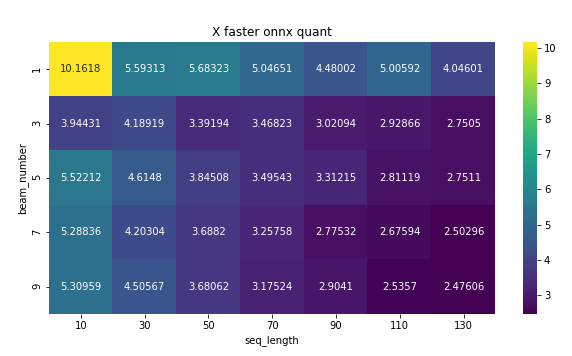 X faster onnx quant
1 10.1618 5.59313 5.68323 5.04651 4.48002 5.00592 4.04601
3 3.94431 4.18919 3.39194 3.46823 3.02094 2.92866 2.7505
5 5.52212 4.6148 3.84508 3.49543 3.31215 2.81119 2.7511
7 5.28836 4.20304 3.6882 3.25758 2.77532 2.67594 2.50296
9 5.30959 4.50567 3.68062 3.17524 2.9041 2.5357 2.47606
10 30 50 70 90 110 130
seq_length
beam_number
10
9
8
7
6
5
4
3